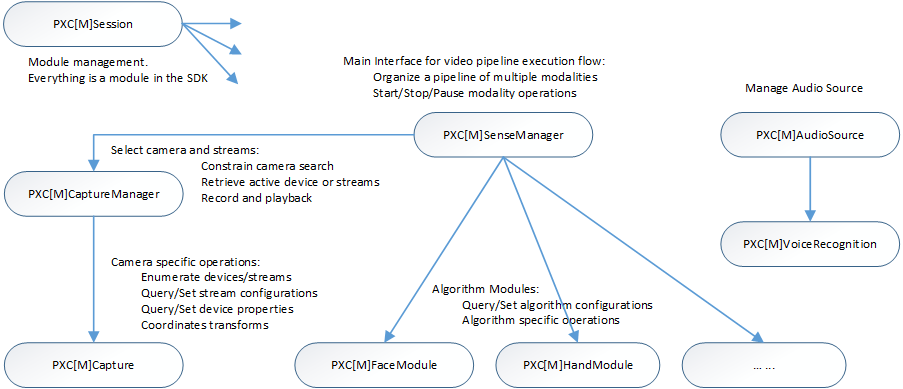 PXC[M]Session
Module management.
Everything is a module in the SDK
Main Interface for video pipeline execution flow:
Organize a pipeline of multiple modalities
Start/Stop/Pause modality operations
Manage Audio Source
PXC[M]SenseManager
PXC[M]AudioSource
Select camera and streams:
Constrain camera search
Retrieve active device or streams
Record and playback
PXC[M]CaptureManager
PXC[M]VoiceRecognition
Camera specific operations:
Enumerate devices/streams
Query/Set stream configurations
Query/Set device properties
Coordinates transforms
Algorithm Modules:
Query/Set algorithm configurations
Algorithm specific operations
PXC[M]Capture
PXC[M]FaceModule
PXC[M]HandModule
... ...